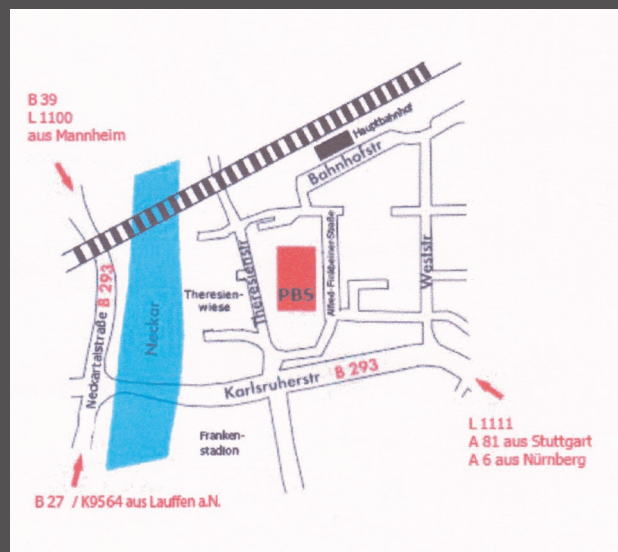 B 39
L 1100
aus Mannheim
Hauptbahnhof
Bahnhofstr
B 293
Neckartalstraße
Neckar
Theresien-
wiese
Theresienstr
PBS
Alfred-Finkbeiner-Straße
Weststr
Karlsruherstr
B 293
Franken-
stadion
L 1111
A 81 aus Stuttgart
A 6 aus Nürnberg
B 27 / K9564 aus Lauffen a.N.